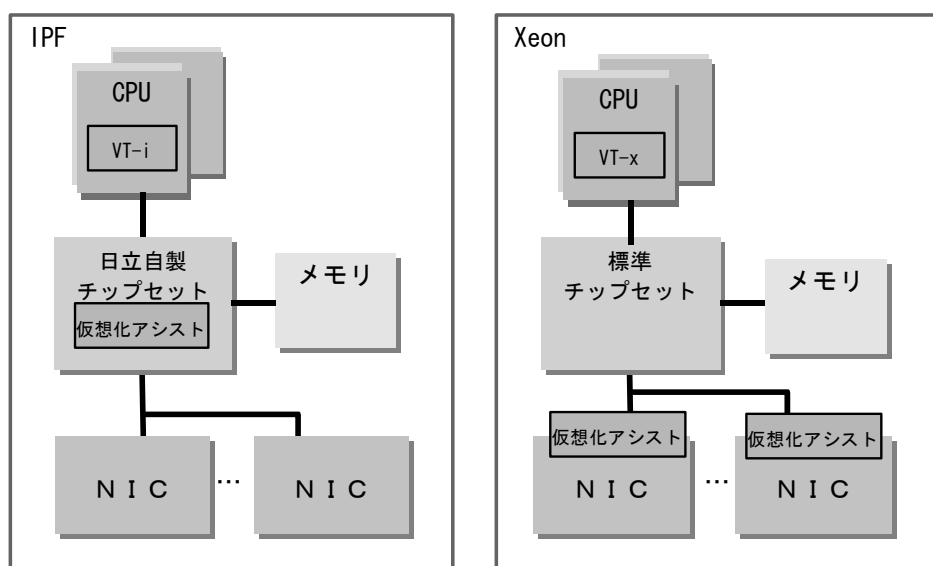 IPF
CPU
VT-i
日立自製
チップセット
仮想化アシスト
メモリ
ＮＩＣ
…
ＮＩＣ
Xeon
CPU
VT-x
標準
チップセット
メモリ
仮想化アシスト
仮想化アシスト
ＮＩＣ
…
ＮＩＣ